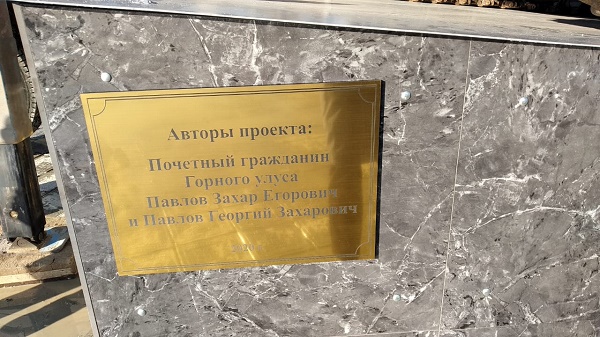 Авторы проекта:
Почетный гражданин
Горного улуса
Павлов Захар Егорович
и Павлов Георгий Захарович